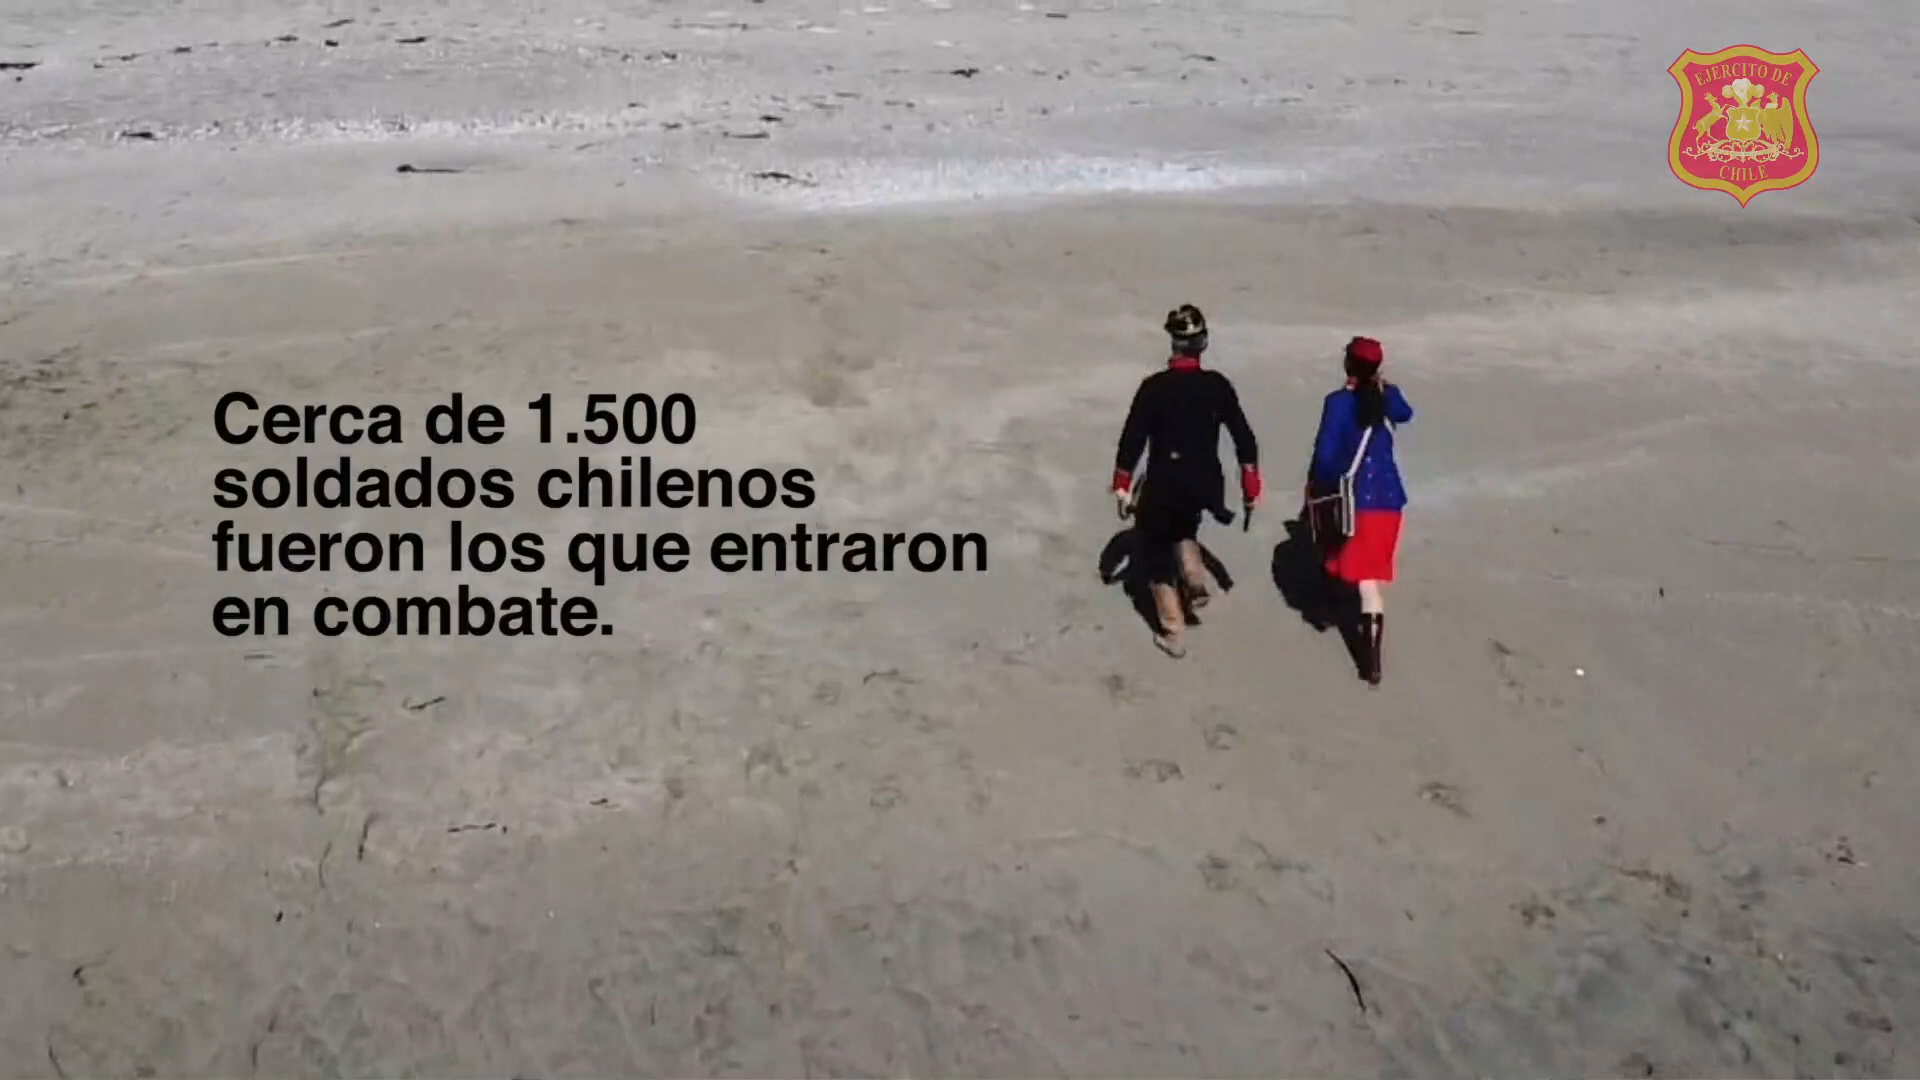 Cerca de 1.500
soldados chilenos
fueron los que entraron
en combate.
EJERCITO DE
CHILE